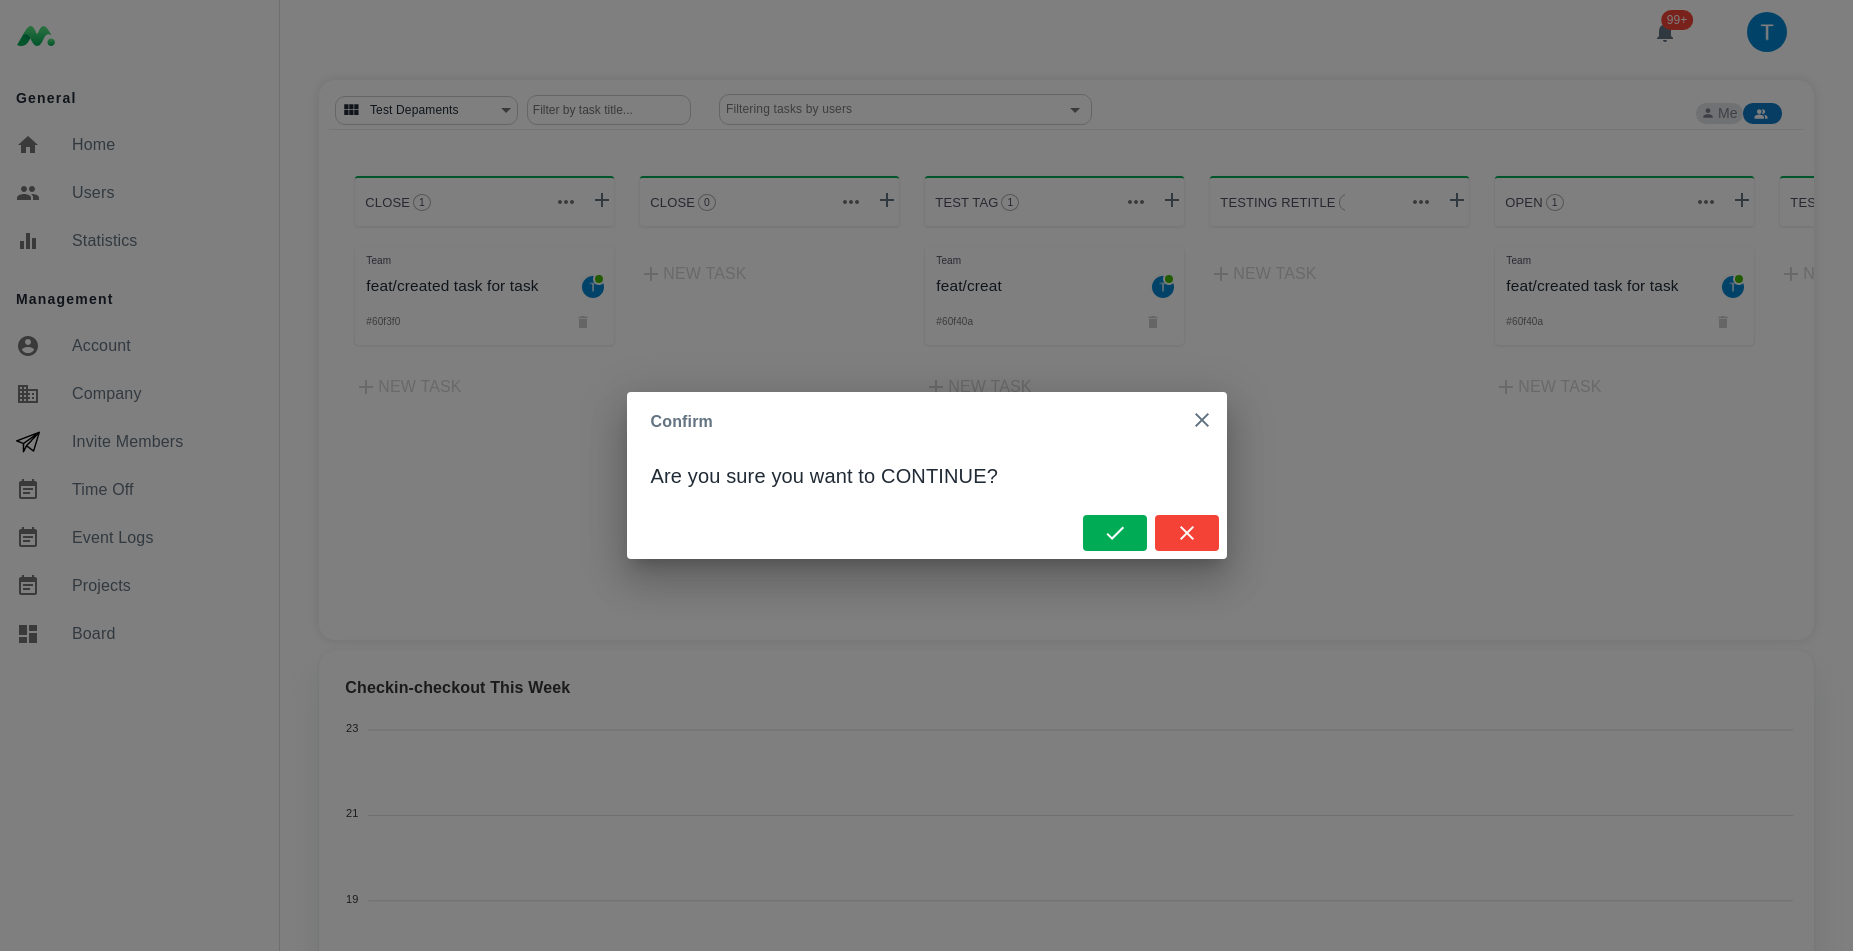 99+
T
General
Home
Users
Statistics
Management
Account
Company
Invite Members
Time Off
Event Logs
Projects
Board
Test Depaments
Filter by task title...
Filtering tasks by users
Me
CLOSE 1
CLOSE 0
TEST TAG 1
TESTING RETITLE
OPEN 1
TES
Team
feat/created task for task
T
#60f3f0
NEW TASK
NEW TASK
Team
feat/creat
T
#60f40a
NEW TASK
NEW TASK
Team
feat/created task for task
T
#60f40a
NEW TASK
N
Confirm
Are you sure you want to CONTINUE?
Checkin-checkout This Week
23
21
19